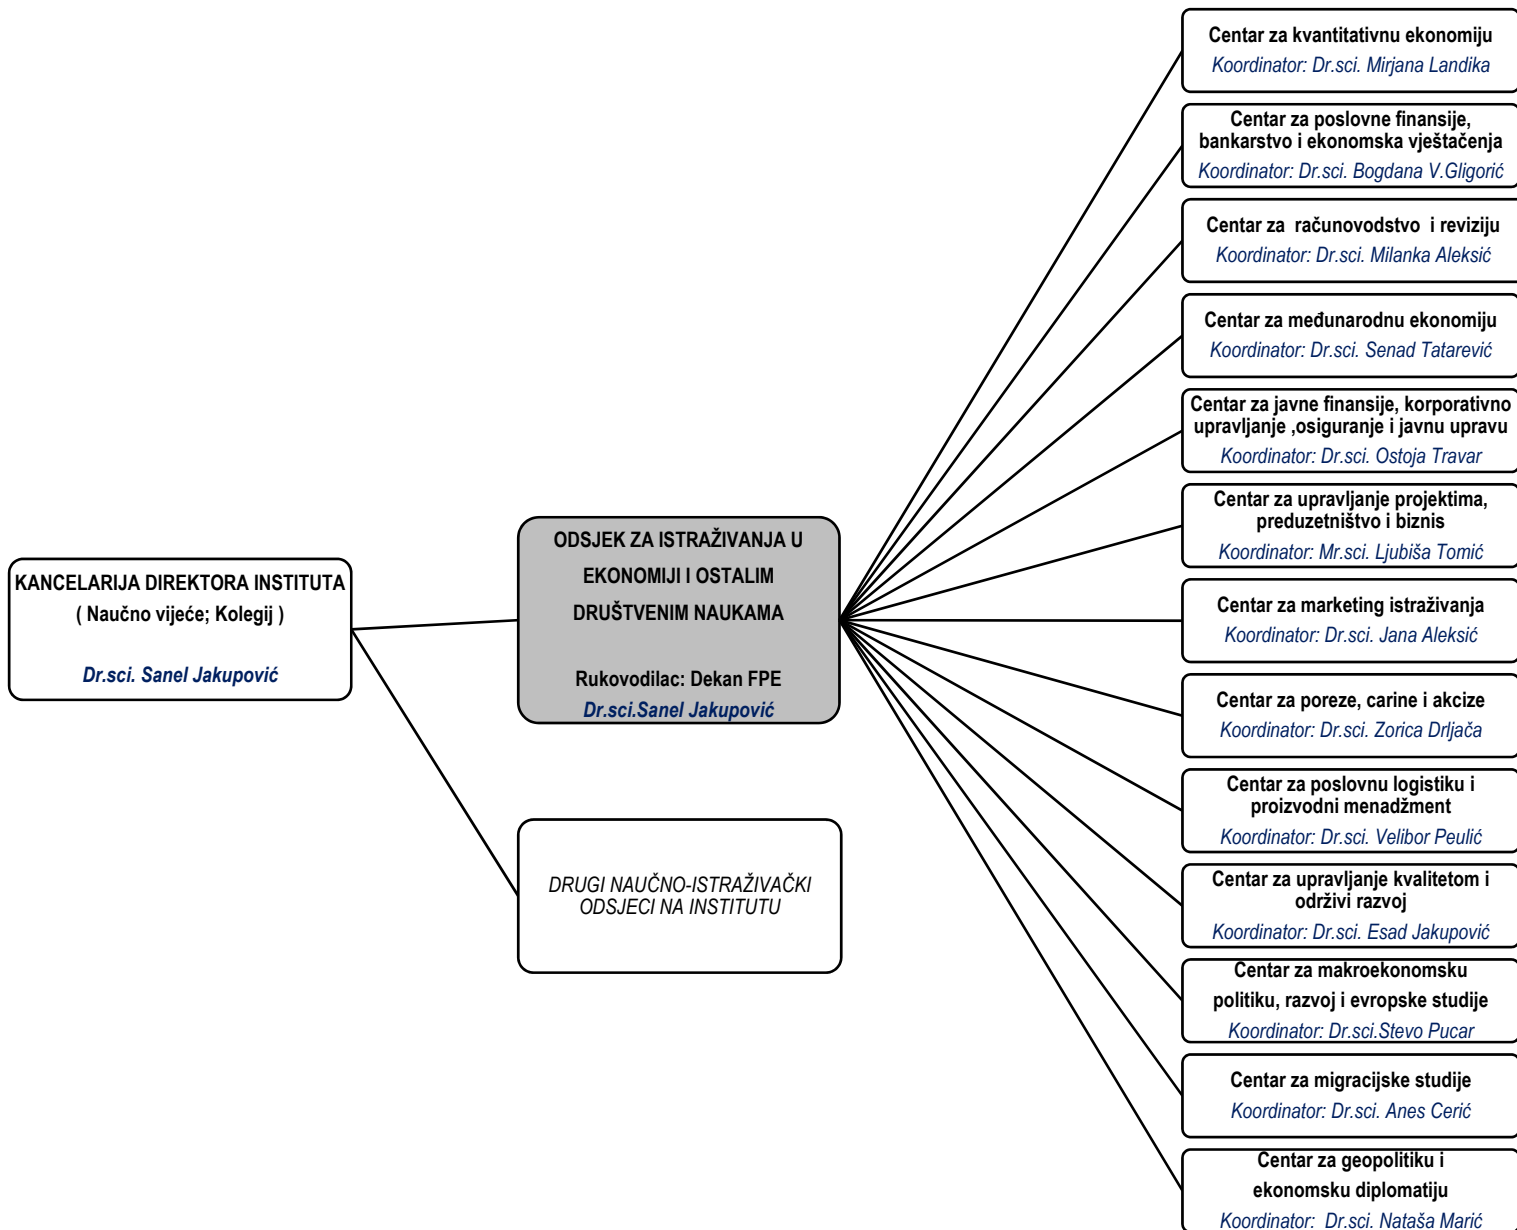 KANCELARIJA DIREKTORA INSTITUTA
( Naučno vijeće; Kolegij )
Dr.sci. Sanel Jakupović
ODSJEK ZA ISTRAŽIVANJA U
EKONOMIJI I OSTALIM
DRUŠTVENIM NAUKAMA
Rukovodilac: Dekan FPE
Dr.sci.Sanel Jakupović
DRUGI NAUČNO-ISTRAŽIVAČKI
ODSJECI NA INSTITUTU
Centar za kvantitativnu ekonomiju
Koordinator: Dr.sci. Mirjana Landika
Centar za poslovne finansije,
bankarstvo i ekonomska vještačenja
Koordinator: Dr.sci. Bogdana V.Gligorić
Centar za  računovodstvo  i reviziju
Koordinator: Dr.sci. Milanka Aleksić
Centar za međunarodnu ekonomiju
Koordinator: Dr.sci. Senad Tatarević
Centar za javne finansije, korporativno
upravljanje ,osiguranje i javnu upravu
Koordinator: Dr.sci. Ostoja Travar
Centar za upravljanje projektima,
preduzetništvo i biznis
Koordinator: Mr.sci. Ljubiša Tomić
Centar za marketing istraživanja
Koordinator: Dr.sci. Jana Aleksić
Centar za poreze, carine i akcize
Koordinator: Dr.sci. Zorica Drljača
Centar za poslovnu logistiku i
proizvodni menadžment
Koordinator: Dr.sci. Velibor Peulić
Centar za upravljanje kvalitetom i
održivi razvoj
Koordinator: Dr.sci. Esad Jakupović
Centar za makroekonomsku
politiku, razvoj i evropske studije
Koordinator: Dr.sci.Stevo Pucar
Centar za migracijske studije
Koordinator: Dr.sci. Anes Cerić
Centar za geopolitiku i
ekonomsku diplomatiju
Koordinator:  Dr.sci. Nataša Marić